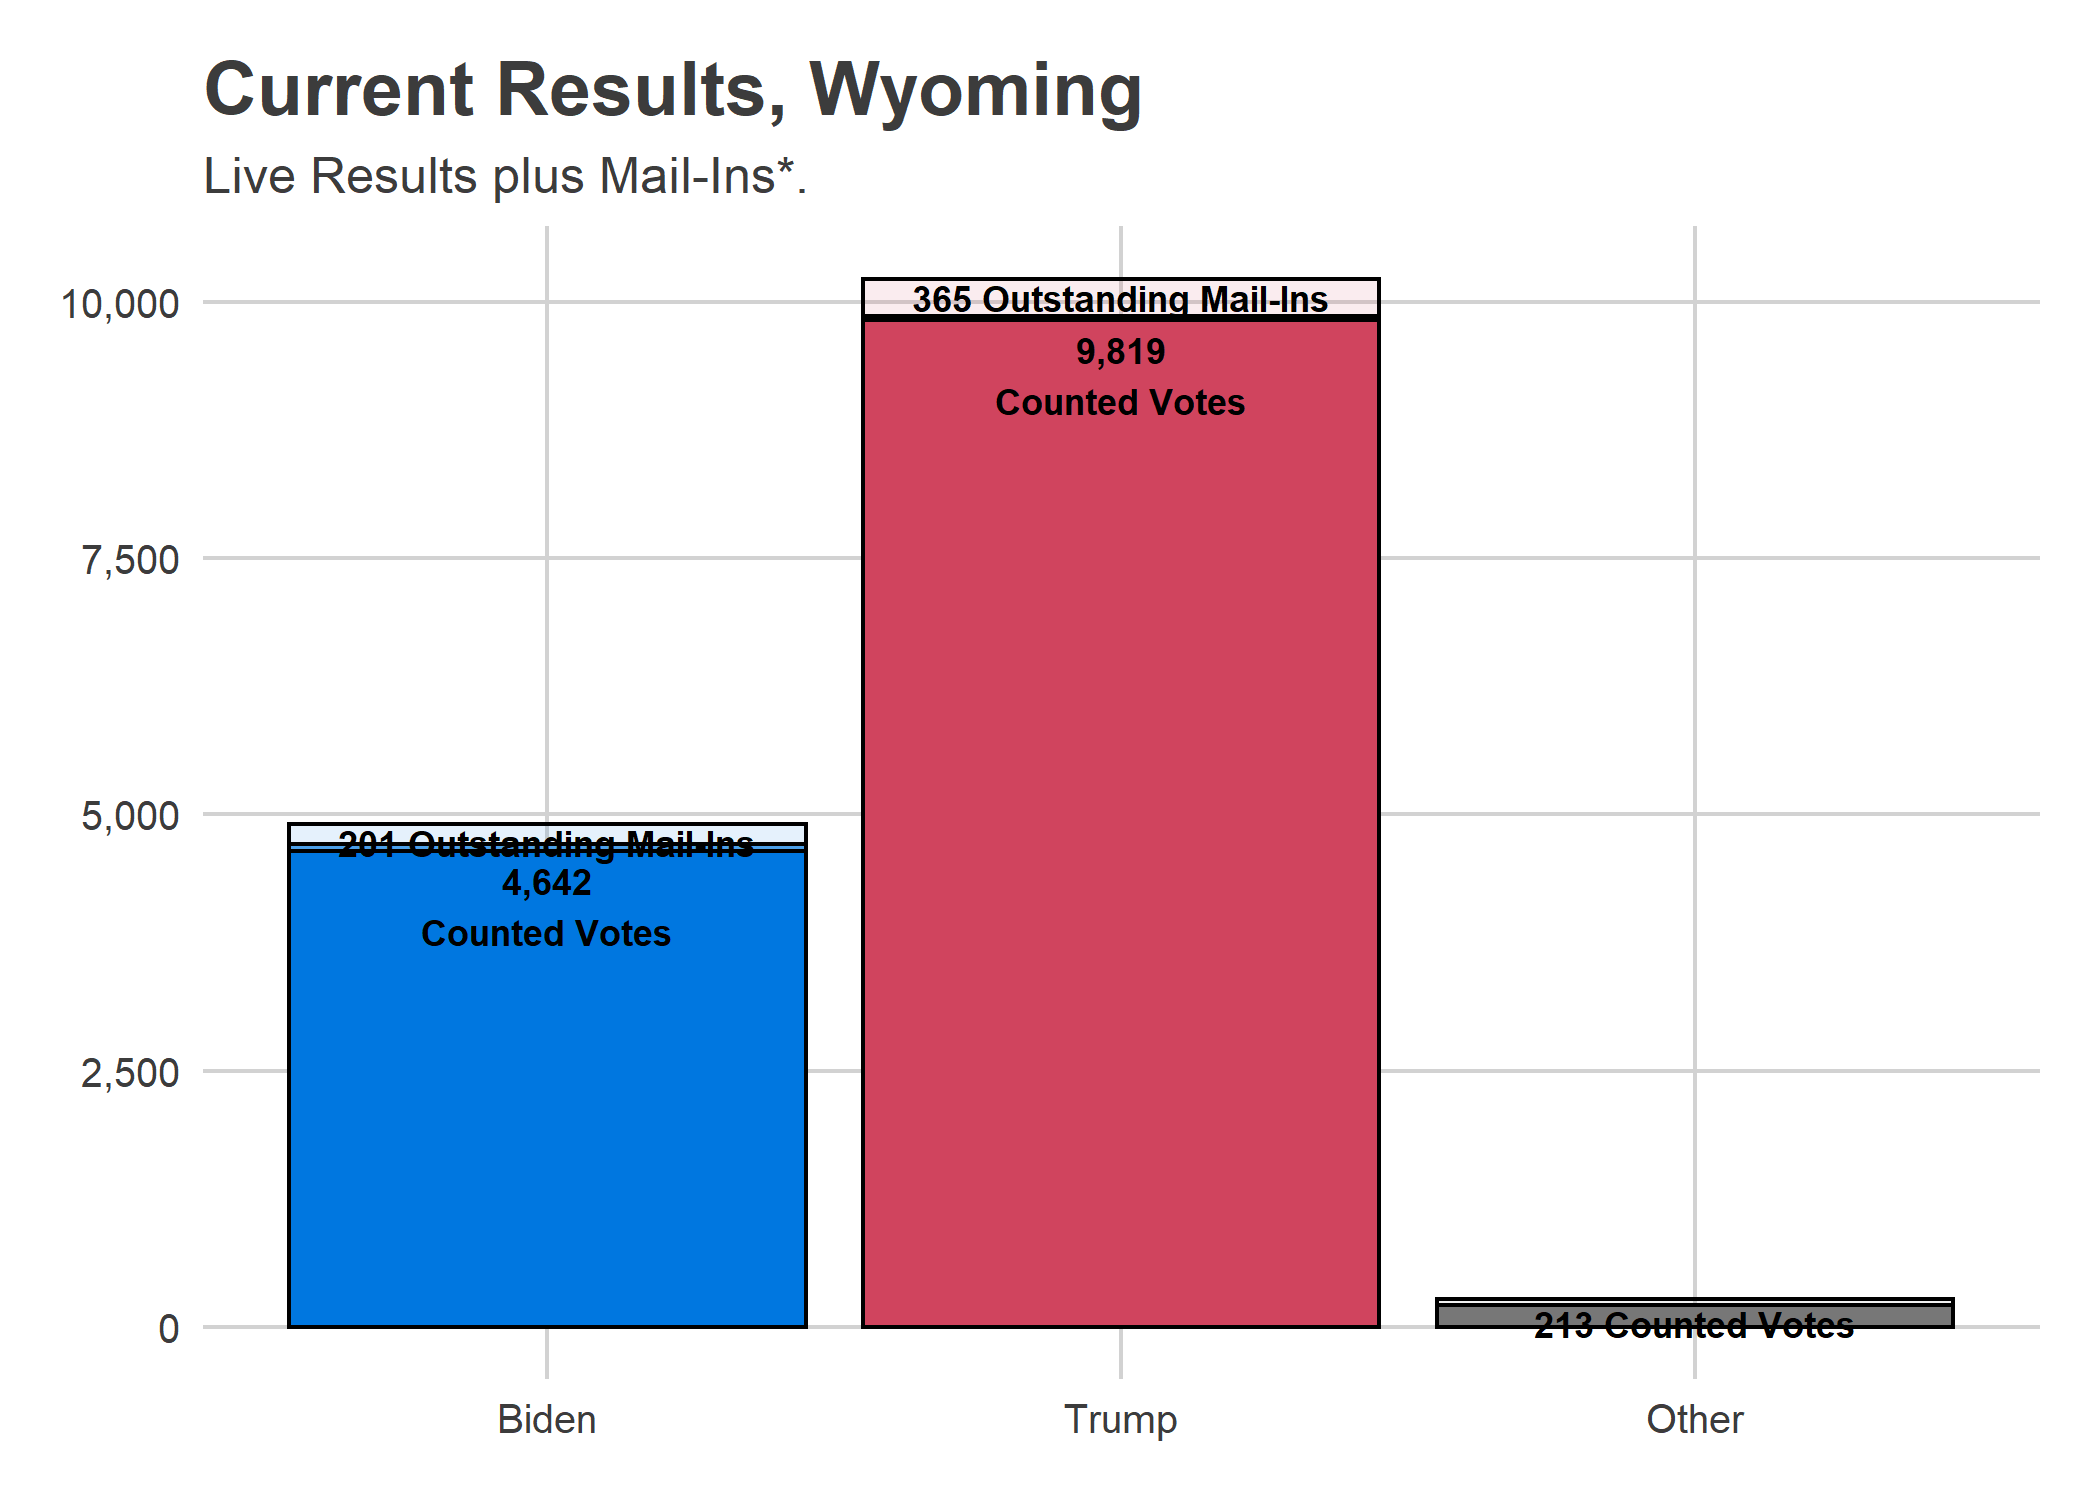 Current Results, Wyoming
Live Results plus Mail-Ins*.
10,000
7,500
5,000
2,500
0
365 Outstanding Mail-Ins
9,819
Counted Votes
201 Outstanding Mail-Ins
4,642
Counted Votes
213 Counted Votes
Biden
Trump
Other